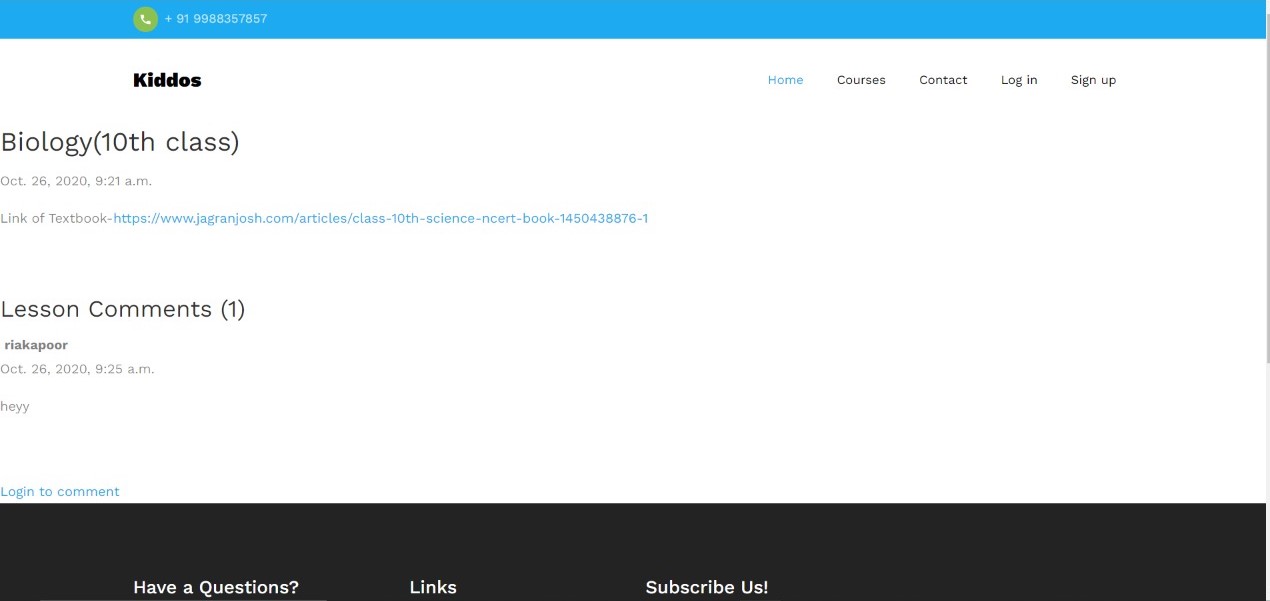 + 91 9988357857
Kiddos
Home Courses Contact Log in Sign up
Biology(10th class)
Oct. 26, 2020, 9:21 a.m.
Link of Textbook-https://www.jagranjosh.com/articles/class-10th-science-ncert-book-1450438876-1
Lesson Comments (1)
riakapoor
Oct. 26, 2020, 9:25 a.m.
heyy
Login to comment
Have a Questions? Links Subscribe Us!